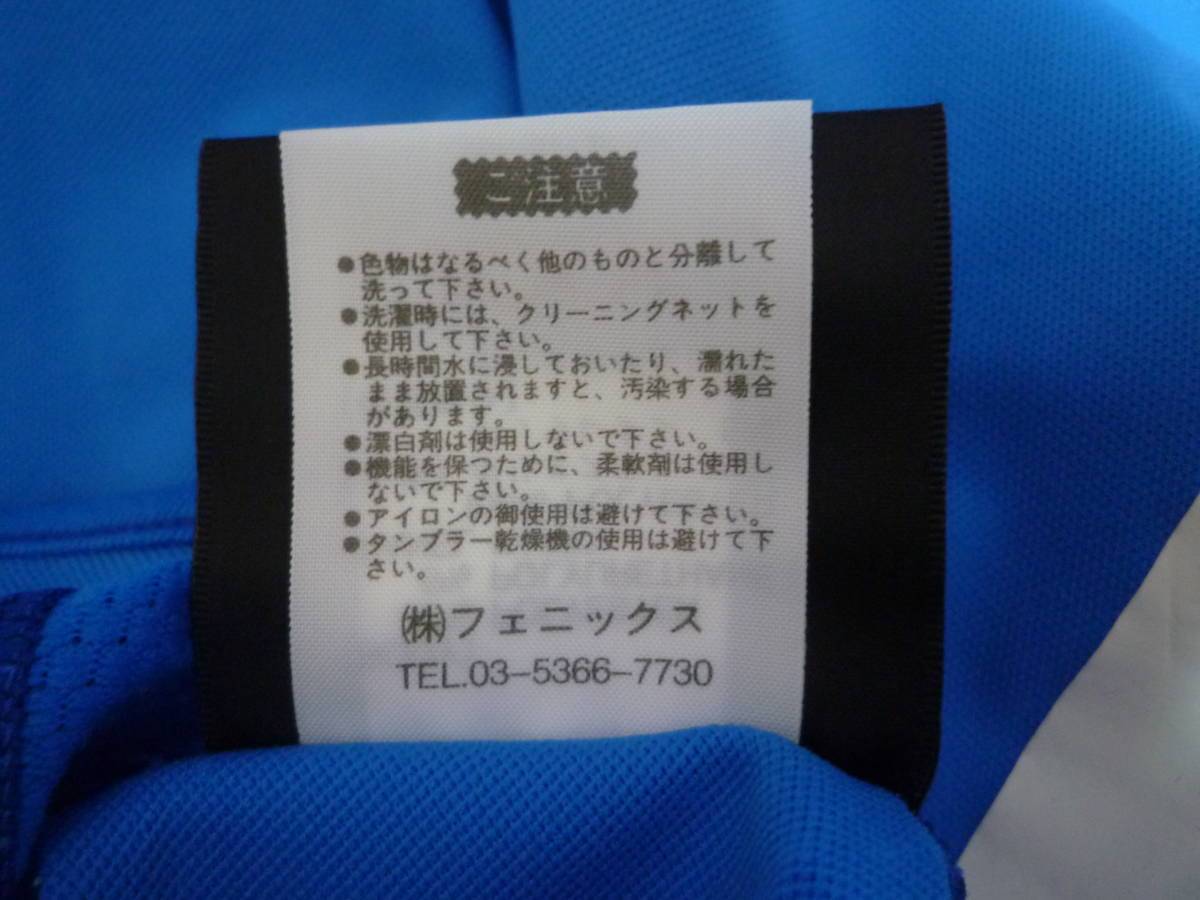 ご注意
●色物はなるべく他のものと分離して
洗って下さい。
●洗濯時には、クリーニングネットを
使用して下さい。
●長時間水に浸しておいたり、濡れた
まま放置されますと、汚染する場合
があります。
●漂白剤は使用しないで下さい。
●機能を保つために、柔軟剤は使用し
ないで下さい。
●アイロンの御使用は避けて下さい。
●タンブラー乾燥機の使用は避けて下
さい。
㈱フェニックス
TEL.03-5366-7730